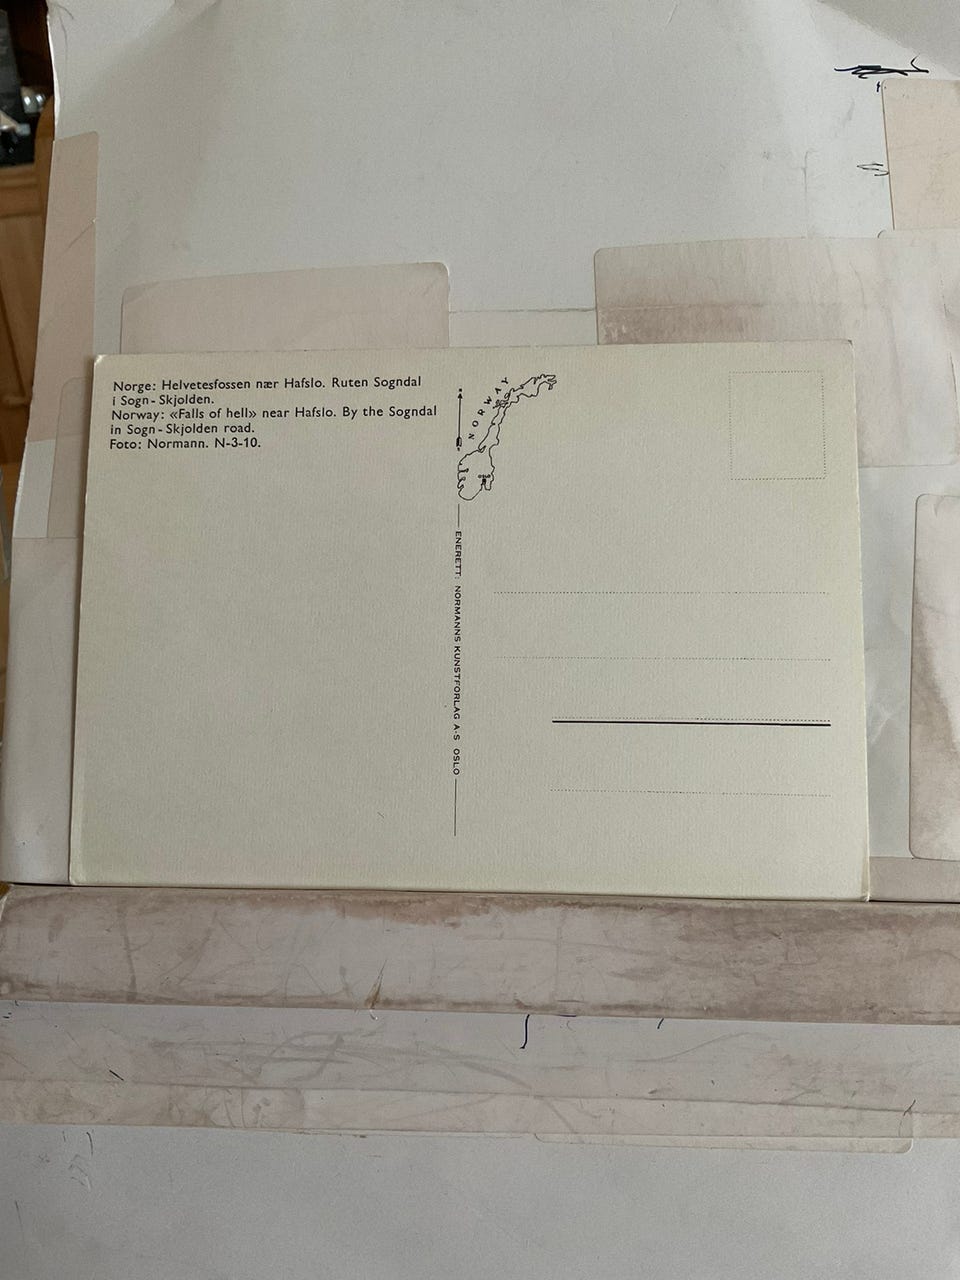 Norge: Helvetesfossen nær Hafslo. Ruten Sogndal
i Sogn-Skjolden.
Norway: «Falls of hell» near Hafslo. By the Sogndal
in Sogn-Skjolden road.
Foto: Normann. N-3-10.
NORWAY
ENERETT: NORMANNS KUNSTFORLAG A-S OSLO